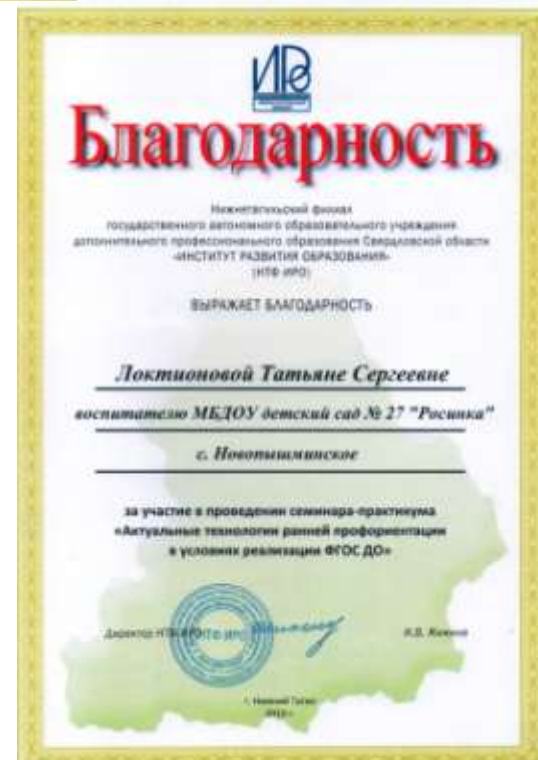 ИРО
Благодарность
Нижнетагильский филиал
государственного автономного образовательного учреждения
дополнительного профессионального образования Свердловской области
«ИНСТИТУТ РАЗВИТИЯ ОБРАЗОВАНИЯ»
(НТФ ИРО)
ВЫРАЖАЕТ БЛАГОДАРНОСТЬ
Локтионовой Татьяне Сергеевне
воспитателю МБДОУ детский сад № 27 "Росинка"
с. Новопышминское
за участие в проведении семинара-практикума
«Актуальные технологии ранней профориентации
в условиях реализации ФГОС ДО»
Директор НТФ ИРО
г. Нижний Тагил